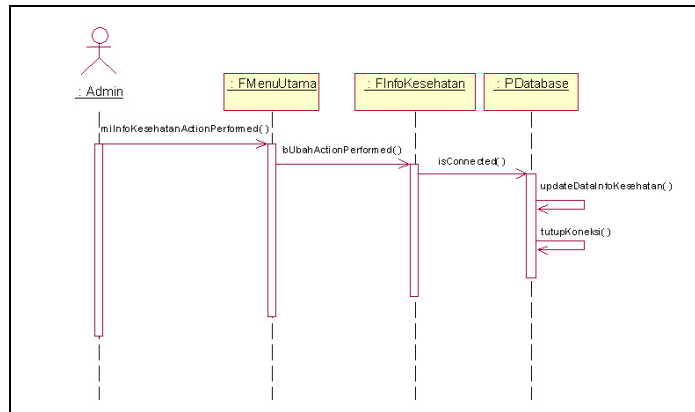 : Admin
: FMenuUtama
: FInfoKesehatan
: PDatabase
miInfoKesehatanActionPerformed()
bUbahActionPerformed()
isConnected()
updateDataInfoKesehatan()
tutupKoneksi()